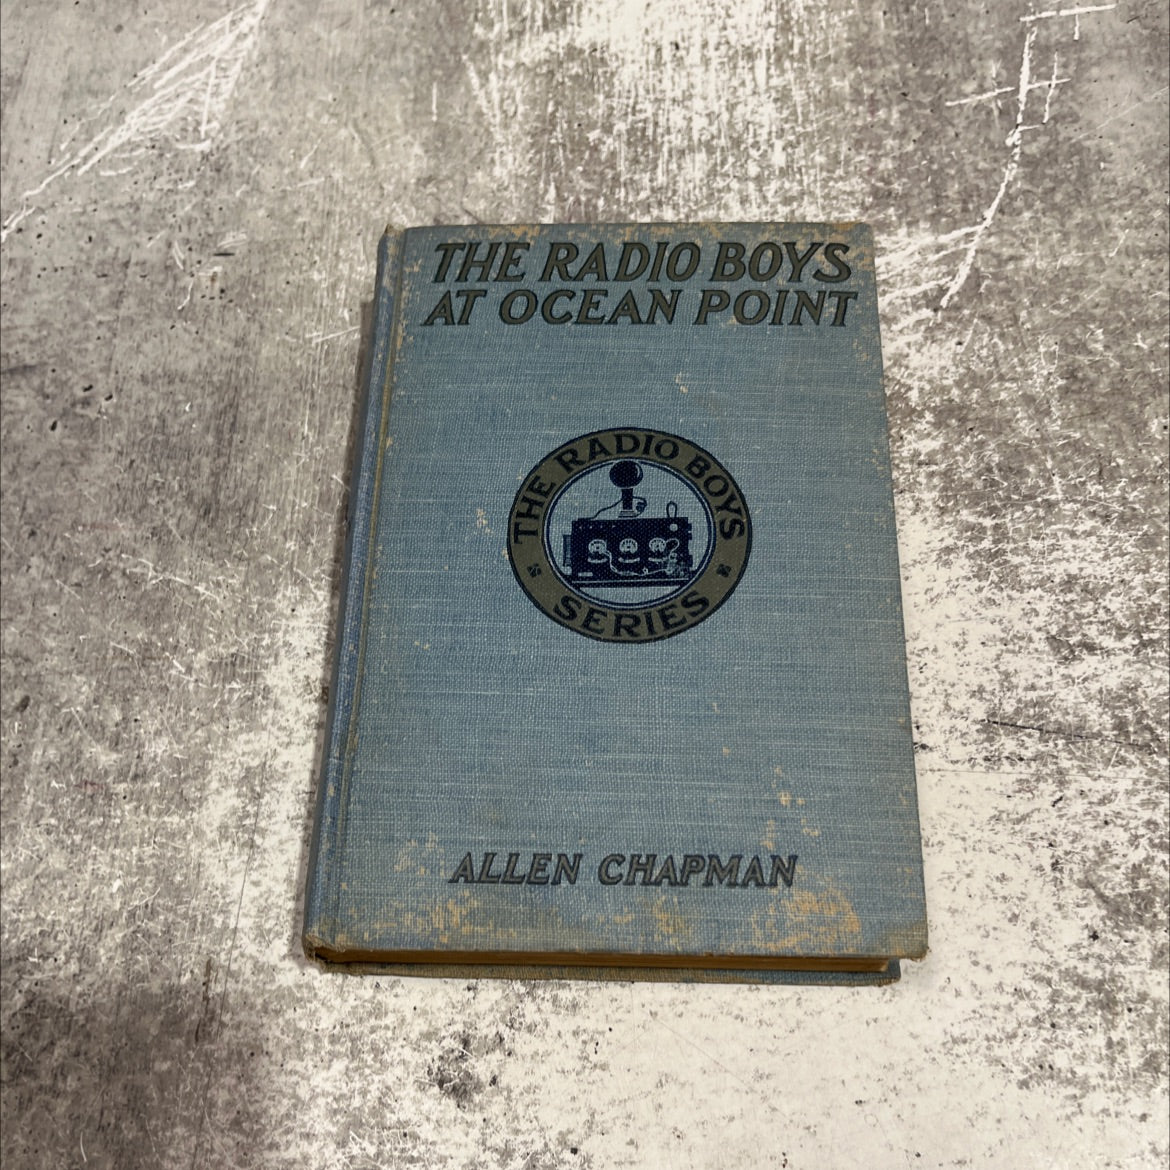 THE RADIO BOYS
AT OCEAN POINT
THE RADIO BOYS
SERIES
ALLEN CHAPMAN